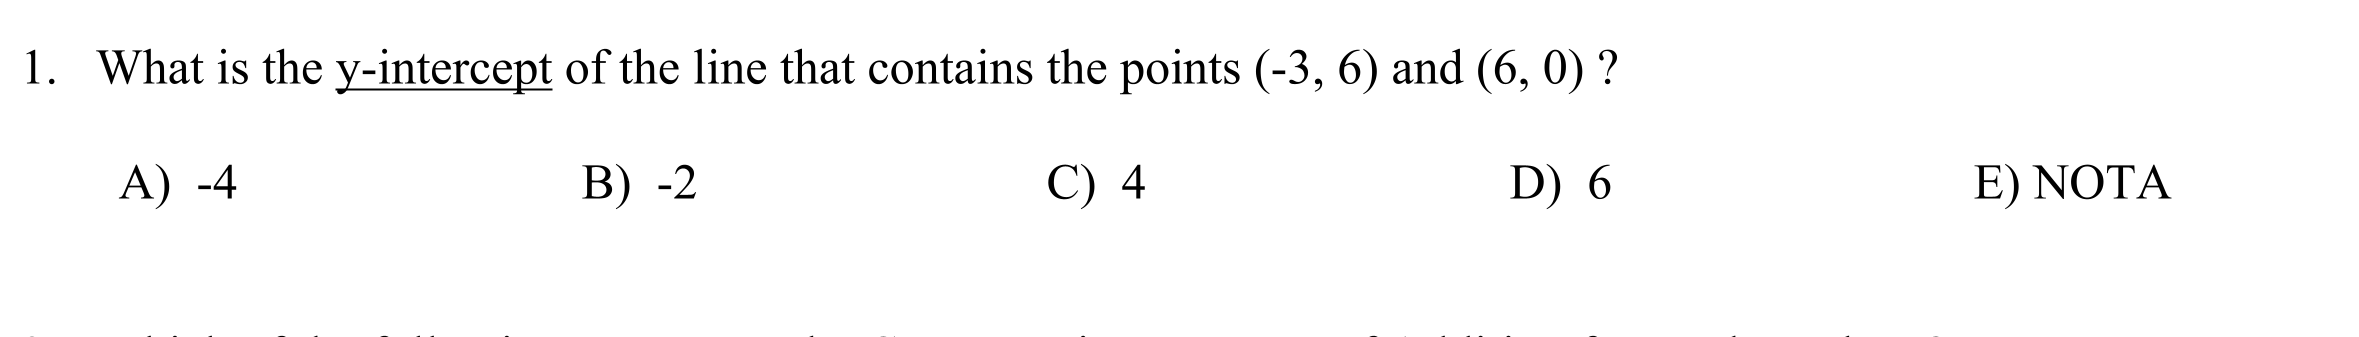 1. What is the y-intercept of the line that contains the points (-3, 6) and (6, 0) ?
A) -4 B) -2 C) 4 D) 6 E) NOTA